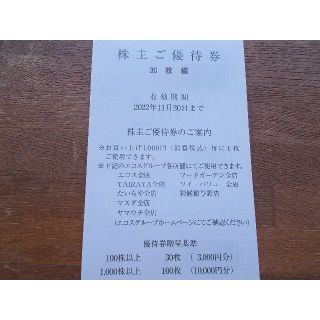 株主ご優待券
30 枚 綴
有効期間
2022年11月30日まで
株主ご優待券のご案内
※お買い上げ1,000円（消費税込）毎に1枚
ご使用できます。
※下記のエコスグループ各店舗にてご使用できます。
エコス全店　フードガーデン全店
TAIRAYA全店　ワイ・バリュ－全店
たいらや全店　彩鮮館与野店
マスダ全店
ヤマウチ全店
（エコスグループホームページにてご確認ください）
優待券贈呈基準
100株以上　30枚（ 3,000円分）
1,000株以上　100枚（10,000円分）